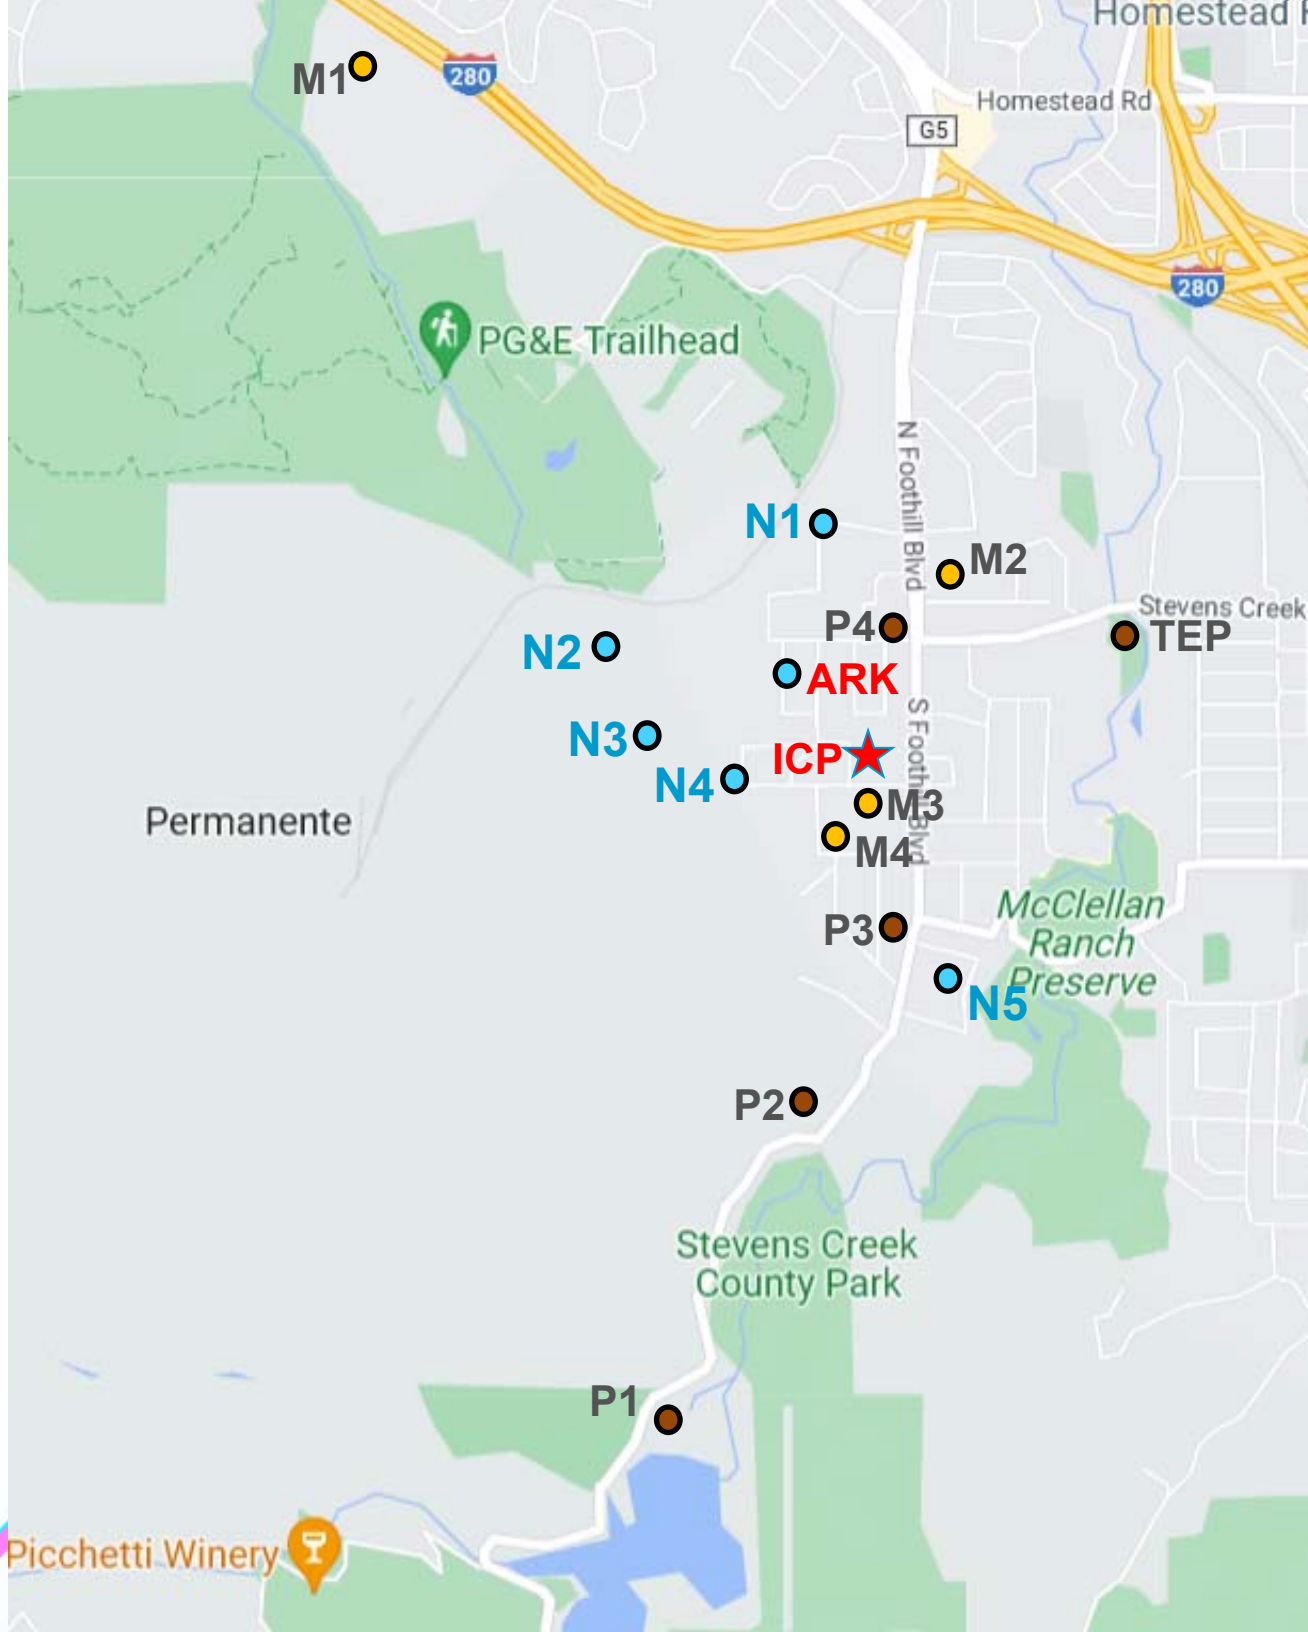 Homestead
M1
280
Homestead Rd
G5
280
PG&E Trailhead
N Foothill Blvd
N1
M2
Stevens Creek
P4
TEP
N2
ARK
S Foothill Blvd
N3
ICP
N4
M3
Permanente
M4
McClellan
Ranch
Preserve
P3
N5
P2
Stevens Creek
County Park
P1
Picchetti Winery